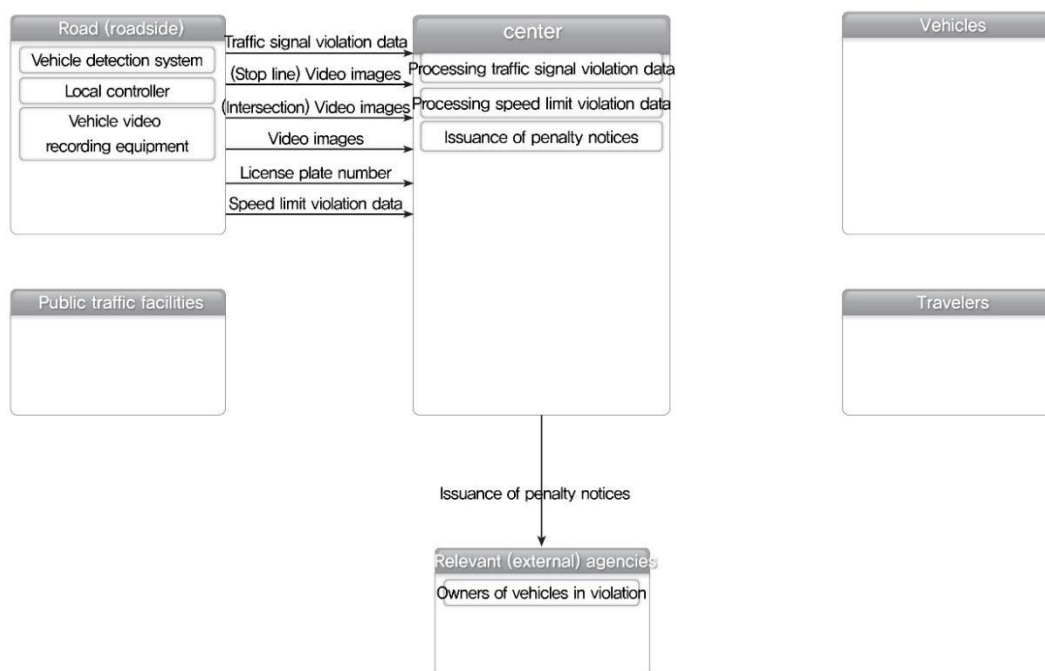 Road (roadside)
Vehicle detection system
Local controller
Vehicle video
recording equipment
Traffic signal violation data
(Stop line) Video images
(Intersection) Video images
Video images
License plate number
Speed limit violation data
center
Processing traffic signal violation data
Processing speed limit violation data
Issuance of penalty notices
Vehicles
Public traffic facilities
Travelers
Issuance of penalty notices
Relevant (external) agencies
Owners of vehicles in violation